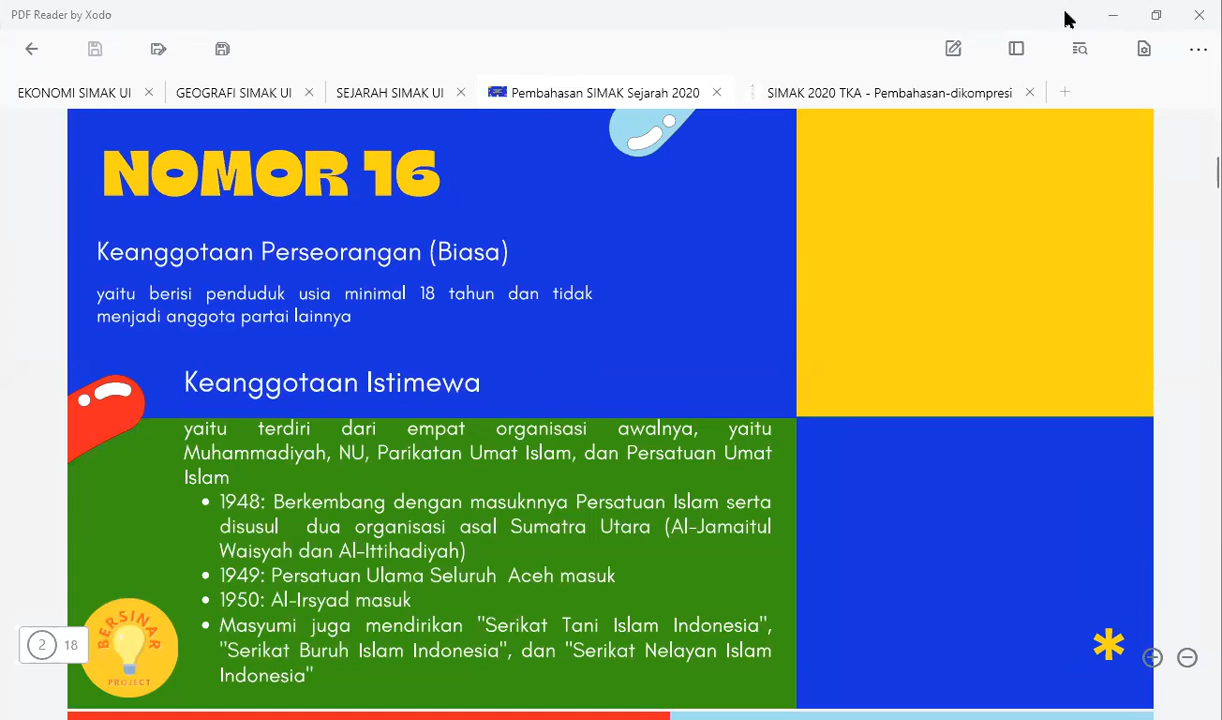 PDF Reader by Xodo
EKONOMI SIMAK UI
GEOGRAFI SIMAK UI
SEJARAH SIMAK UI
Pembahasan SIMAK Sejarah 2020
SIMAK 2020 TKA - Pembahasan-dikompresi
NOMOR 16
Keanggotaan Perseorangan (Biasa)
yaitu berisi penduduk usia minimal 18 tahun dan tidak
menjadi anggota partai lainnya
Keanggotaan Istimewa
yaitu terdiri dari empat organisasi awalnya, yaitu
Muhammadiyah, NU, Parikatan Umat Islam, dan Persatuan Umat
Islam
• 1948: Berkembang dengan masuknnya Persatuan Islam serta
disusul dua organisasi asal Sumatra Utara (Al-Jamaitul
Waisyah dan Al-Ittihadiyah)
• 1949: Persatuan Ulama Seluruh Aceh masuk
• 1950: Al-Irsyad masuk
• Masyumi juga mendirikan "Serikat Tani Islam Indonesia",
"Serikat Buruh Islam Indonesia", dan "Serikat Nelayan Islam
Indonesia"
BERSINAR
PROJECT
2 18
*